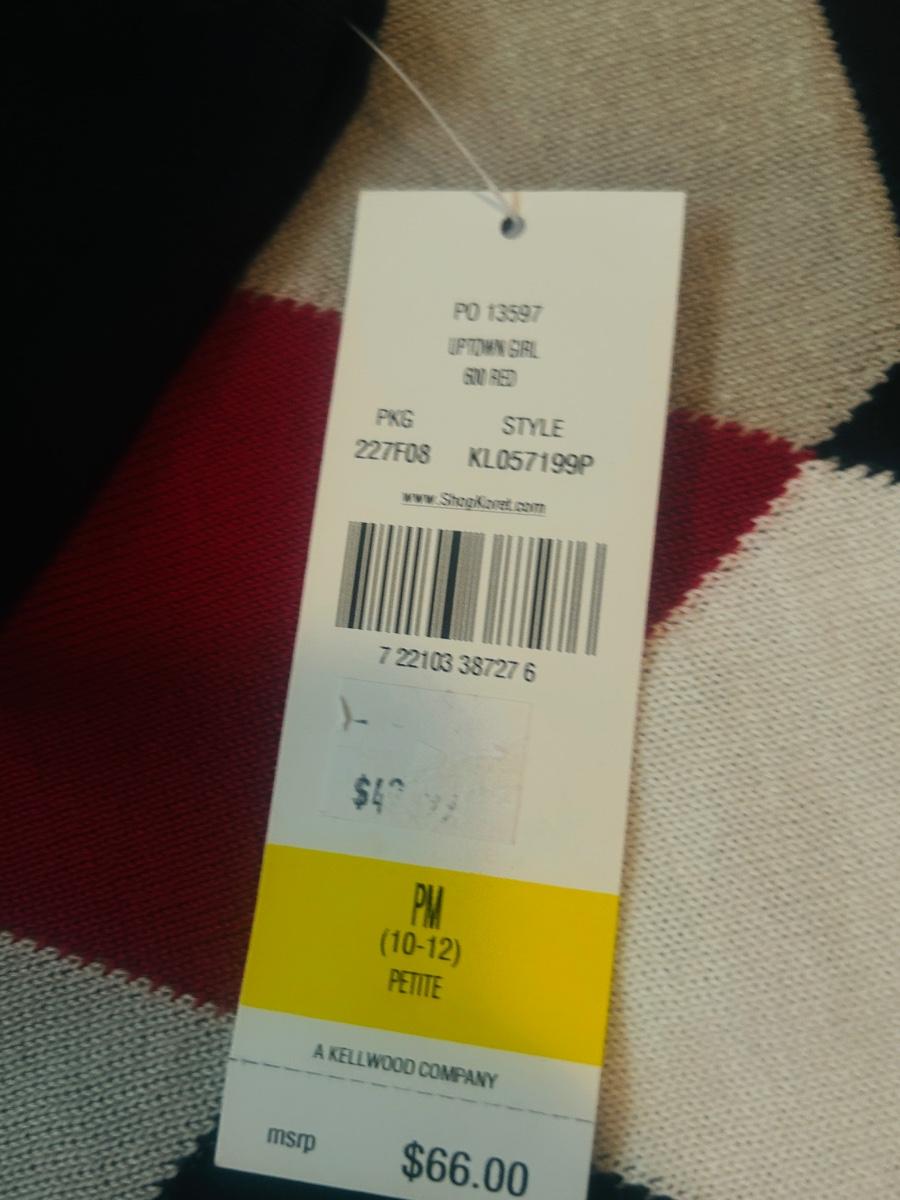 PO 13597
UPTOWN GIRL
600 RED
PKG STYLE
227F08 KL057199P
www.ShopKoret.com
7 22103 38727 6
PM
(10-12)
PETITE
A KELLWOOD COMPANY
msrp $66.00